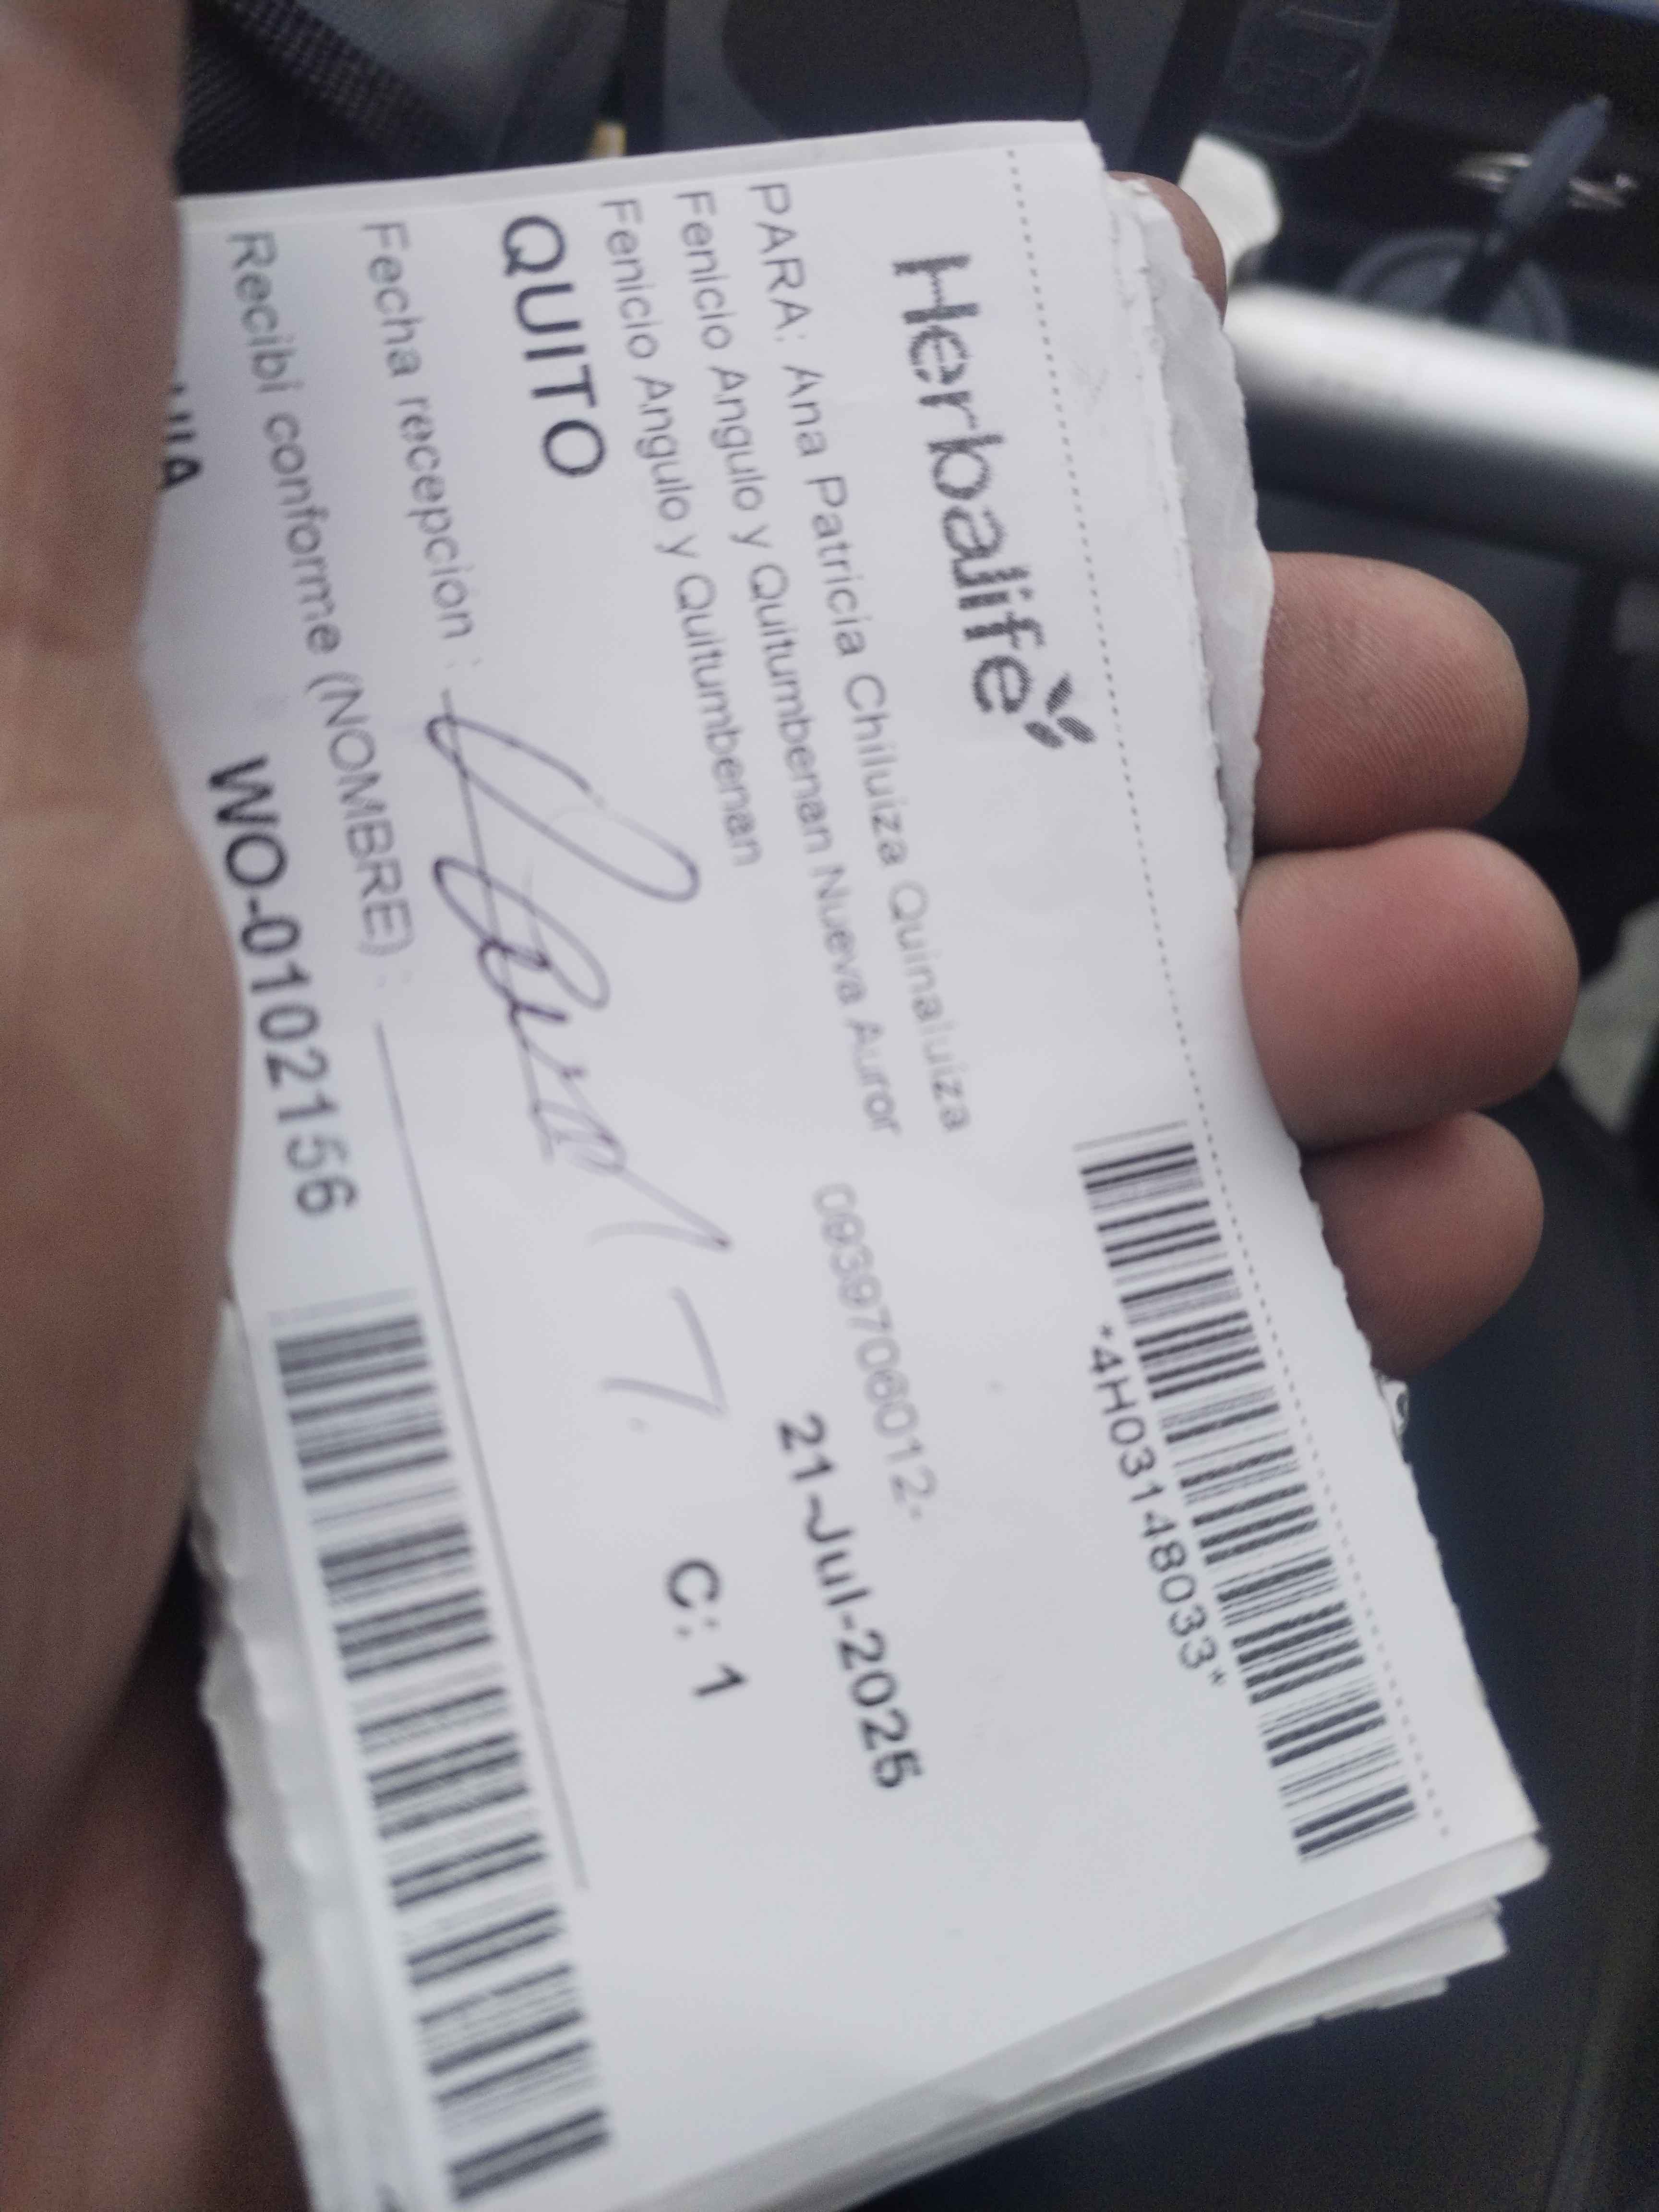 Herbalife
*4H03148033*
PARA: Ana Patricia Chiluiza Quinaluiza
0939706012-
Fenicio Angulo y Quitumbenan Nueva Auror
Fenicio Angulo y Quitumbenan
21-Jul-2025
QUITO
C: 1
Fecha recepción :
Recibí conforme (NOMBRE) :
WO-0102156